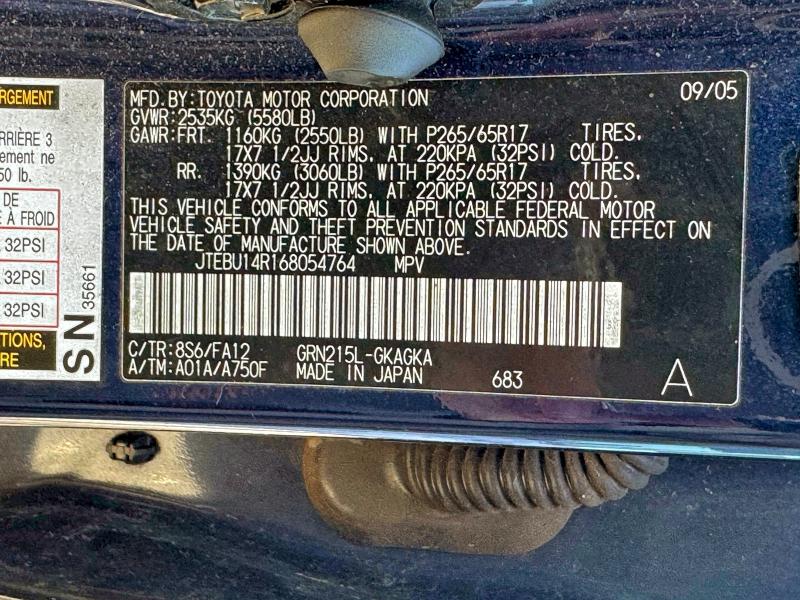 RGEMENT
RRIÈRE 3
ement ne
50 lb.
DE
À FROID
32PSI
32PSI
32PSI
TIONS,
RE
SN 35661
MFD.BY:TOYOTA MOTOR CORPORATION 09/05
GVWR:2535KG (5580LB)
GAWR:FRT. 1160KG (2550LB) WITH P265/65R17 TIRES,
17X7 1/2JJ RIMS, AT 220KPA (32PSI) COLD.
RR. 1390KG (3060LB) WITH P265/65R17 TIRES,
17X7 1/2JJ RIMS, AT 220KPA (32PSI) COLD.
THIS VEHICLE CONFORMS TO ALL APPLICABLE FEDERAL MOTOR
VEHICLE SAFETY AND THEFT PREVENTION STANDARDS IN EFFECT ON
THE DATE OF MANUFACTURE SHOWN ABOVE.
JTEBU14R168054764 MPV
C/TR:8S6/FA12 GRN215L-GKAGKA
A/TM:A01A/A750F MADE IN JAPAN 683 A